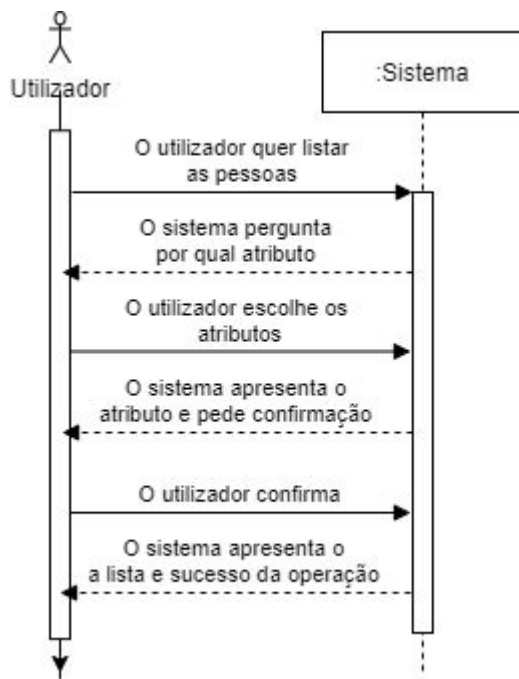 Utilizador
:Sistema
O utilizador quer listar
as pessoas
O sistema pergunta
por qual atributo
O utilizador escolhe os
atributos
O sistema apresenta o
atributo e pede confirmação
O utilizador confirma
O sistema apresenta o
a lista e sucesso da operação